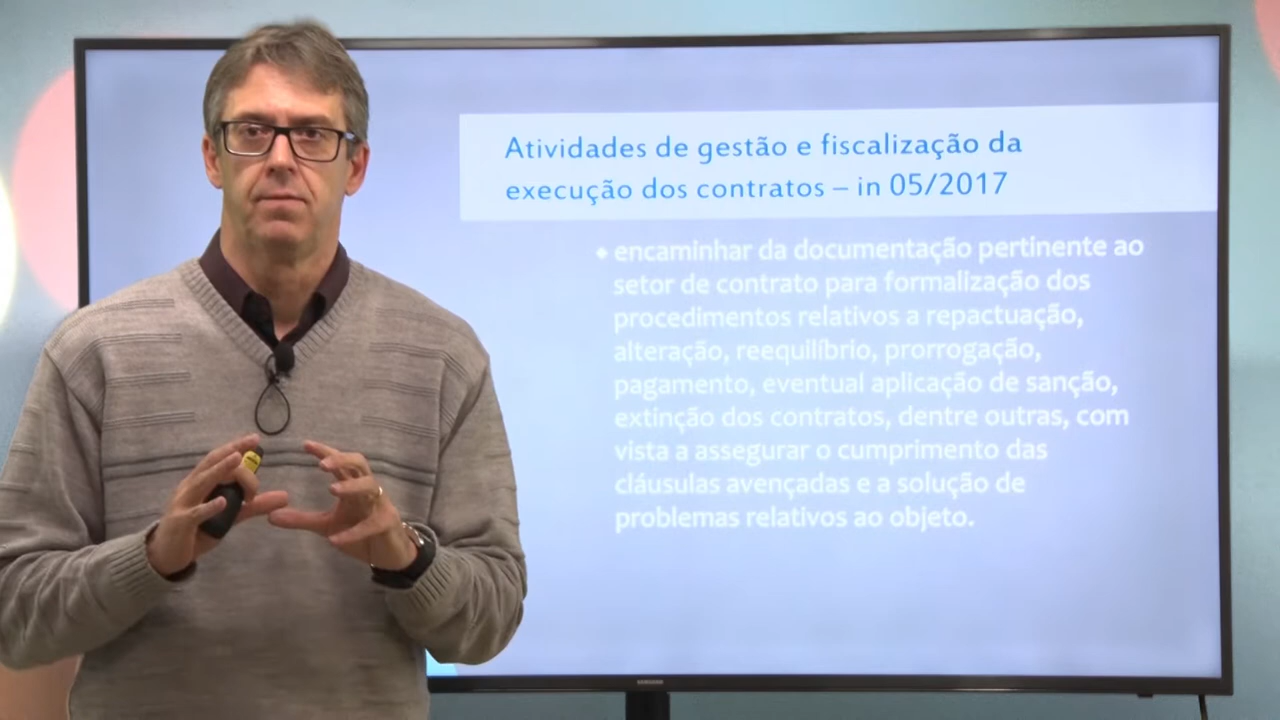 Atividades de gestão e fiscalização da
execução dos contratos – in 05/2017
• encaminhar da documentação pertinente ao
setor de contrato para formalização dos
procedimentos relativos a repactuação,
alteração, reequilíbrio, prorrogação,
pagamento, eventual aplicação de sanção,
extinção dos contratos, dentre outras, com
vista a assegurar o cumprimento das
cláusulas avençadas e a solução de
problemas relativos ao objeto.